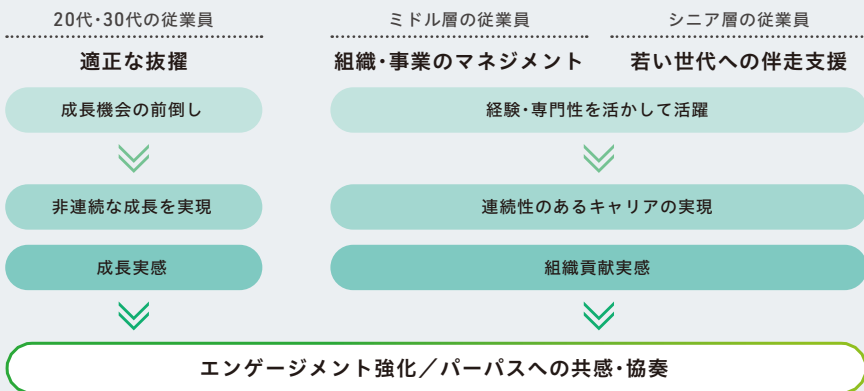 20代・30代の従業員
適正な抜擢
成長機会の前倒し
非連続な成長を実現
成長実感
ミドル層の従業員
組織・事業のマネジメント
シニア層の従業員
若い世代への伴走支援
経験・専門性を活かして活躍
連続性のあるキャリアの実現
組織貢献実感
エンゲージメント強化／パーパスへの共感・協奏